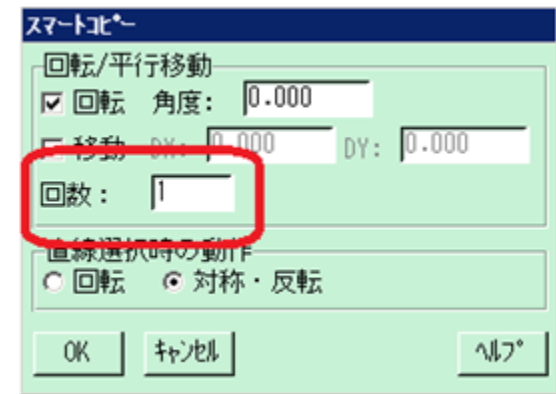 スマートコピー
回転/平行移動
回転 角度: 0.000
移動 DX: 0.000 DY: 0.000
回数: 1
直線選択時の動作
回転 対称・反転
OK キャンセル ヘルプ